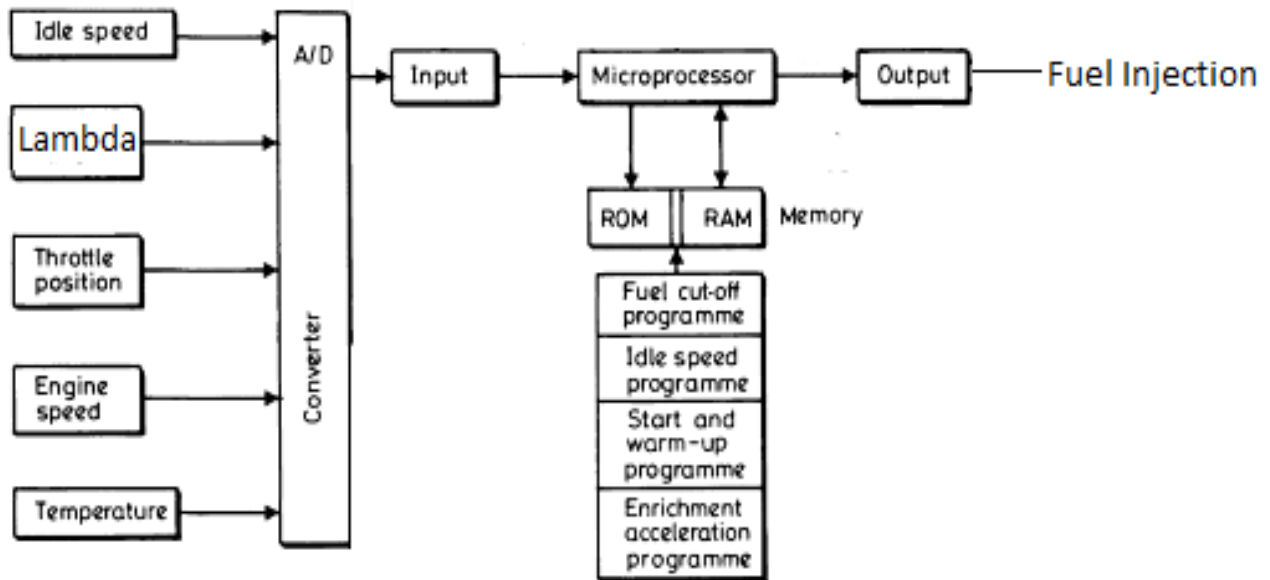 Idle speed
A/D
Converter
Input
Microprocessor
Output
Fuel Injection
Lambda
ROM
RAM
Memory
Throttle
position
Fuel cut-off
programme
Idle speed
programme
Engine
speed
Start and
warm-up
programme
Temperature
Enrichment
acceleration
programme